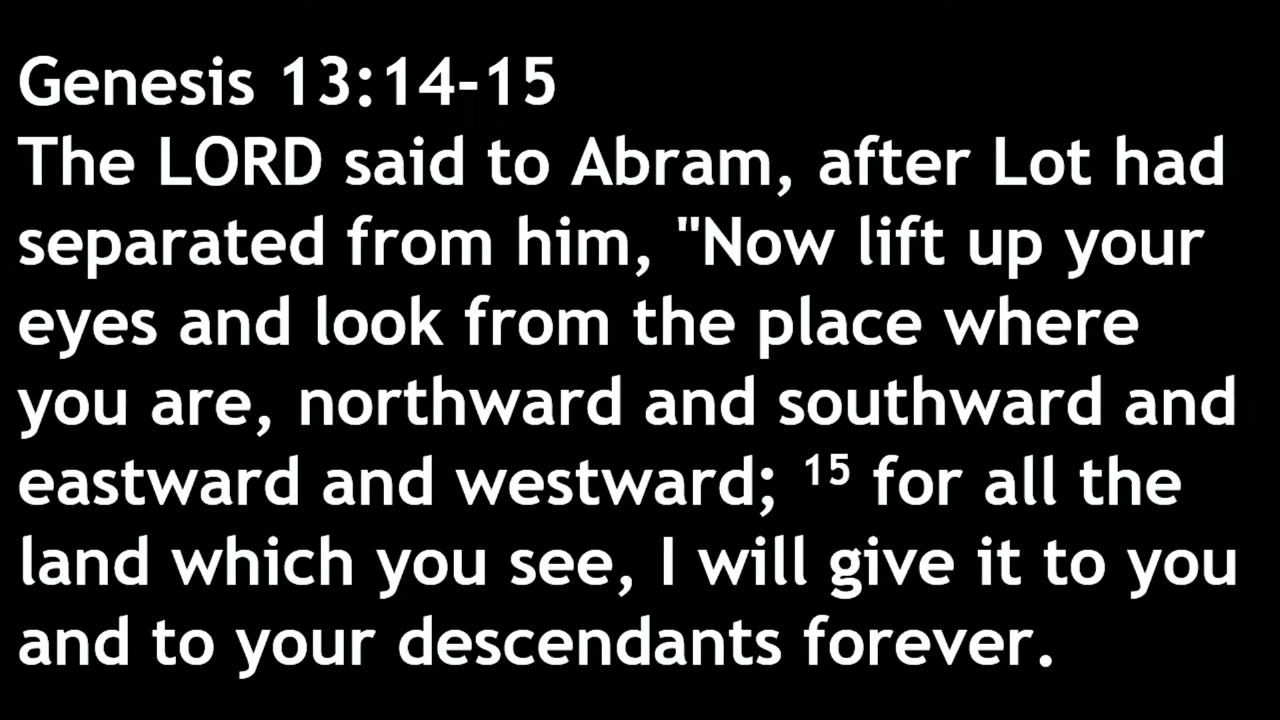 Genesis 13:14-15
The LORD said to Abram, after Lot had
separated from him, "Now lift up your
eyes and look from the place where
you are, northward and southward and
eastward and westward; 15 for all the
land which you see, I will give it to you
and to your descendants forever.